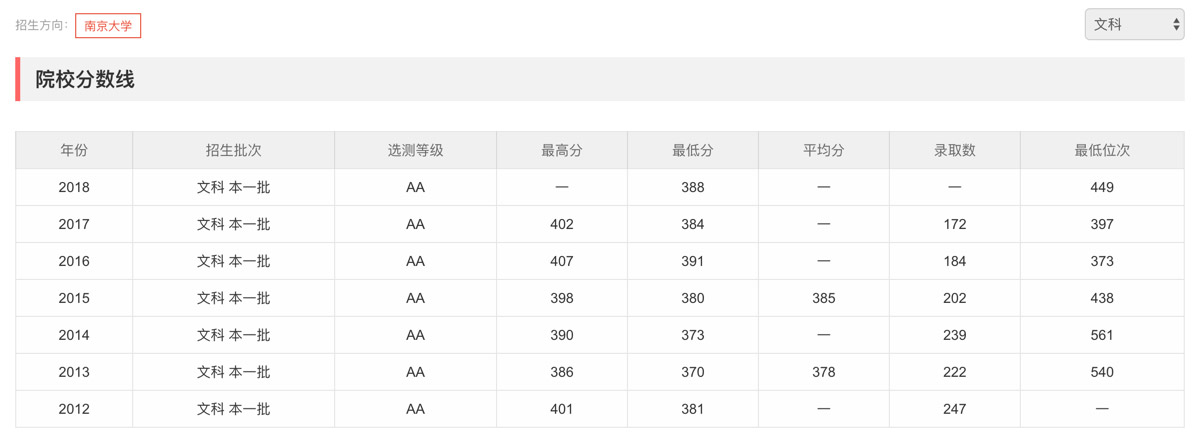 招生方向： 南京大学 文科
院校分数线
年份 招生批次 选测等级 最高分 最低分 平均分 录取数 最低位次
2018 文科 本一批 AA — 388 — — 449
2017 文科 本一批 AA 402 384 — 172 397
2016 文科 本一批 AA 407 391 — 184 373
2015 文科 本一批 AA 398 380 385 202 438
2014 文科 本一批 AA 390 373 — 239 561
2013 文科 本一批 AA 386 370 378 222 540
2012 文科 本一批 AA 401 381 — 247 —